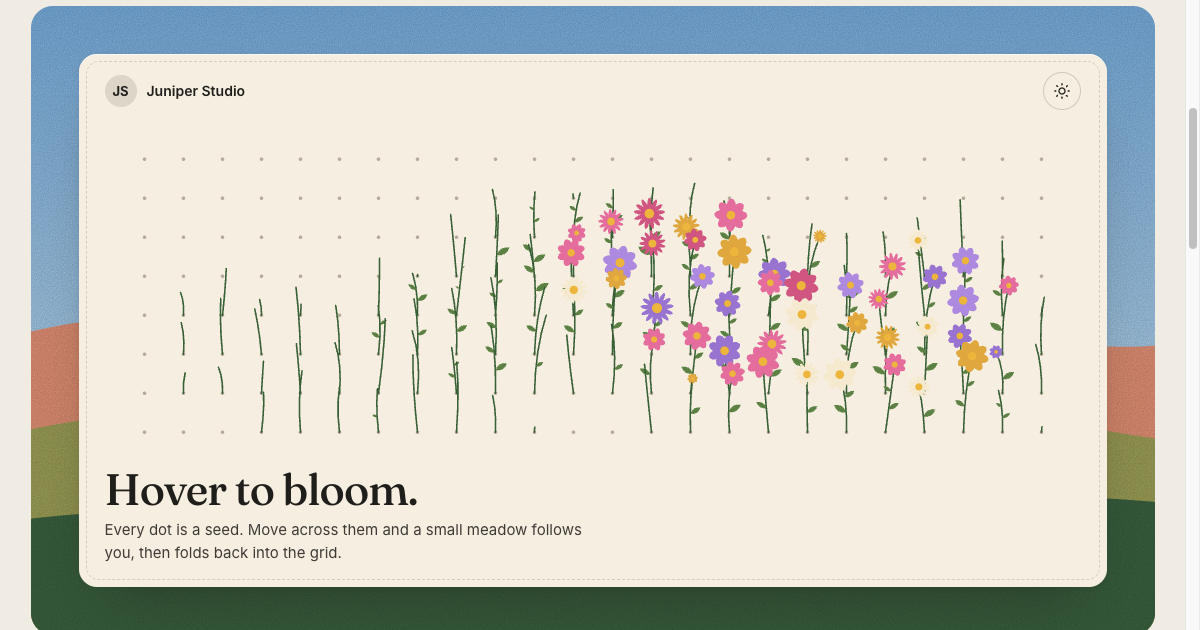 JS Juniper Studio
Hover to bloom.
Every dot is a seed. Move across them and a small meadow follows
you, then folds back into the grid.